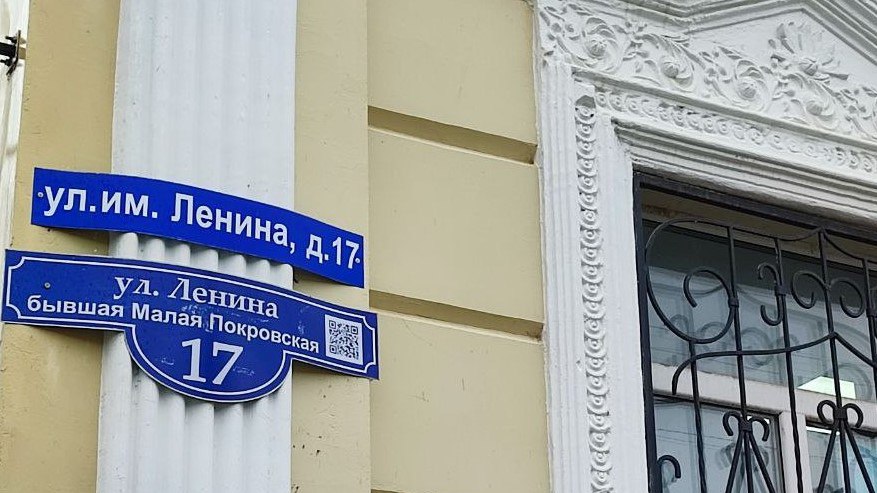 ул.им. Ленина, д.17
ул. Ленина
бывшая Малая Покровская
17